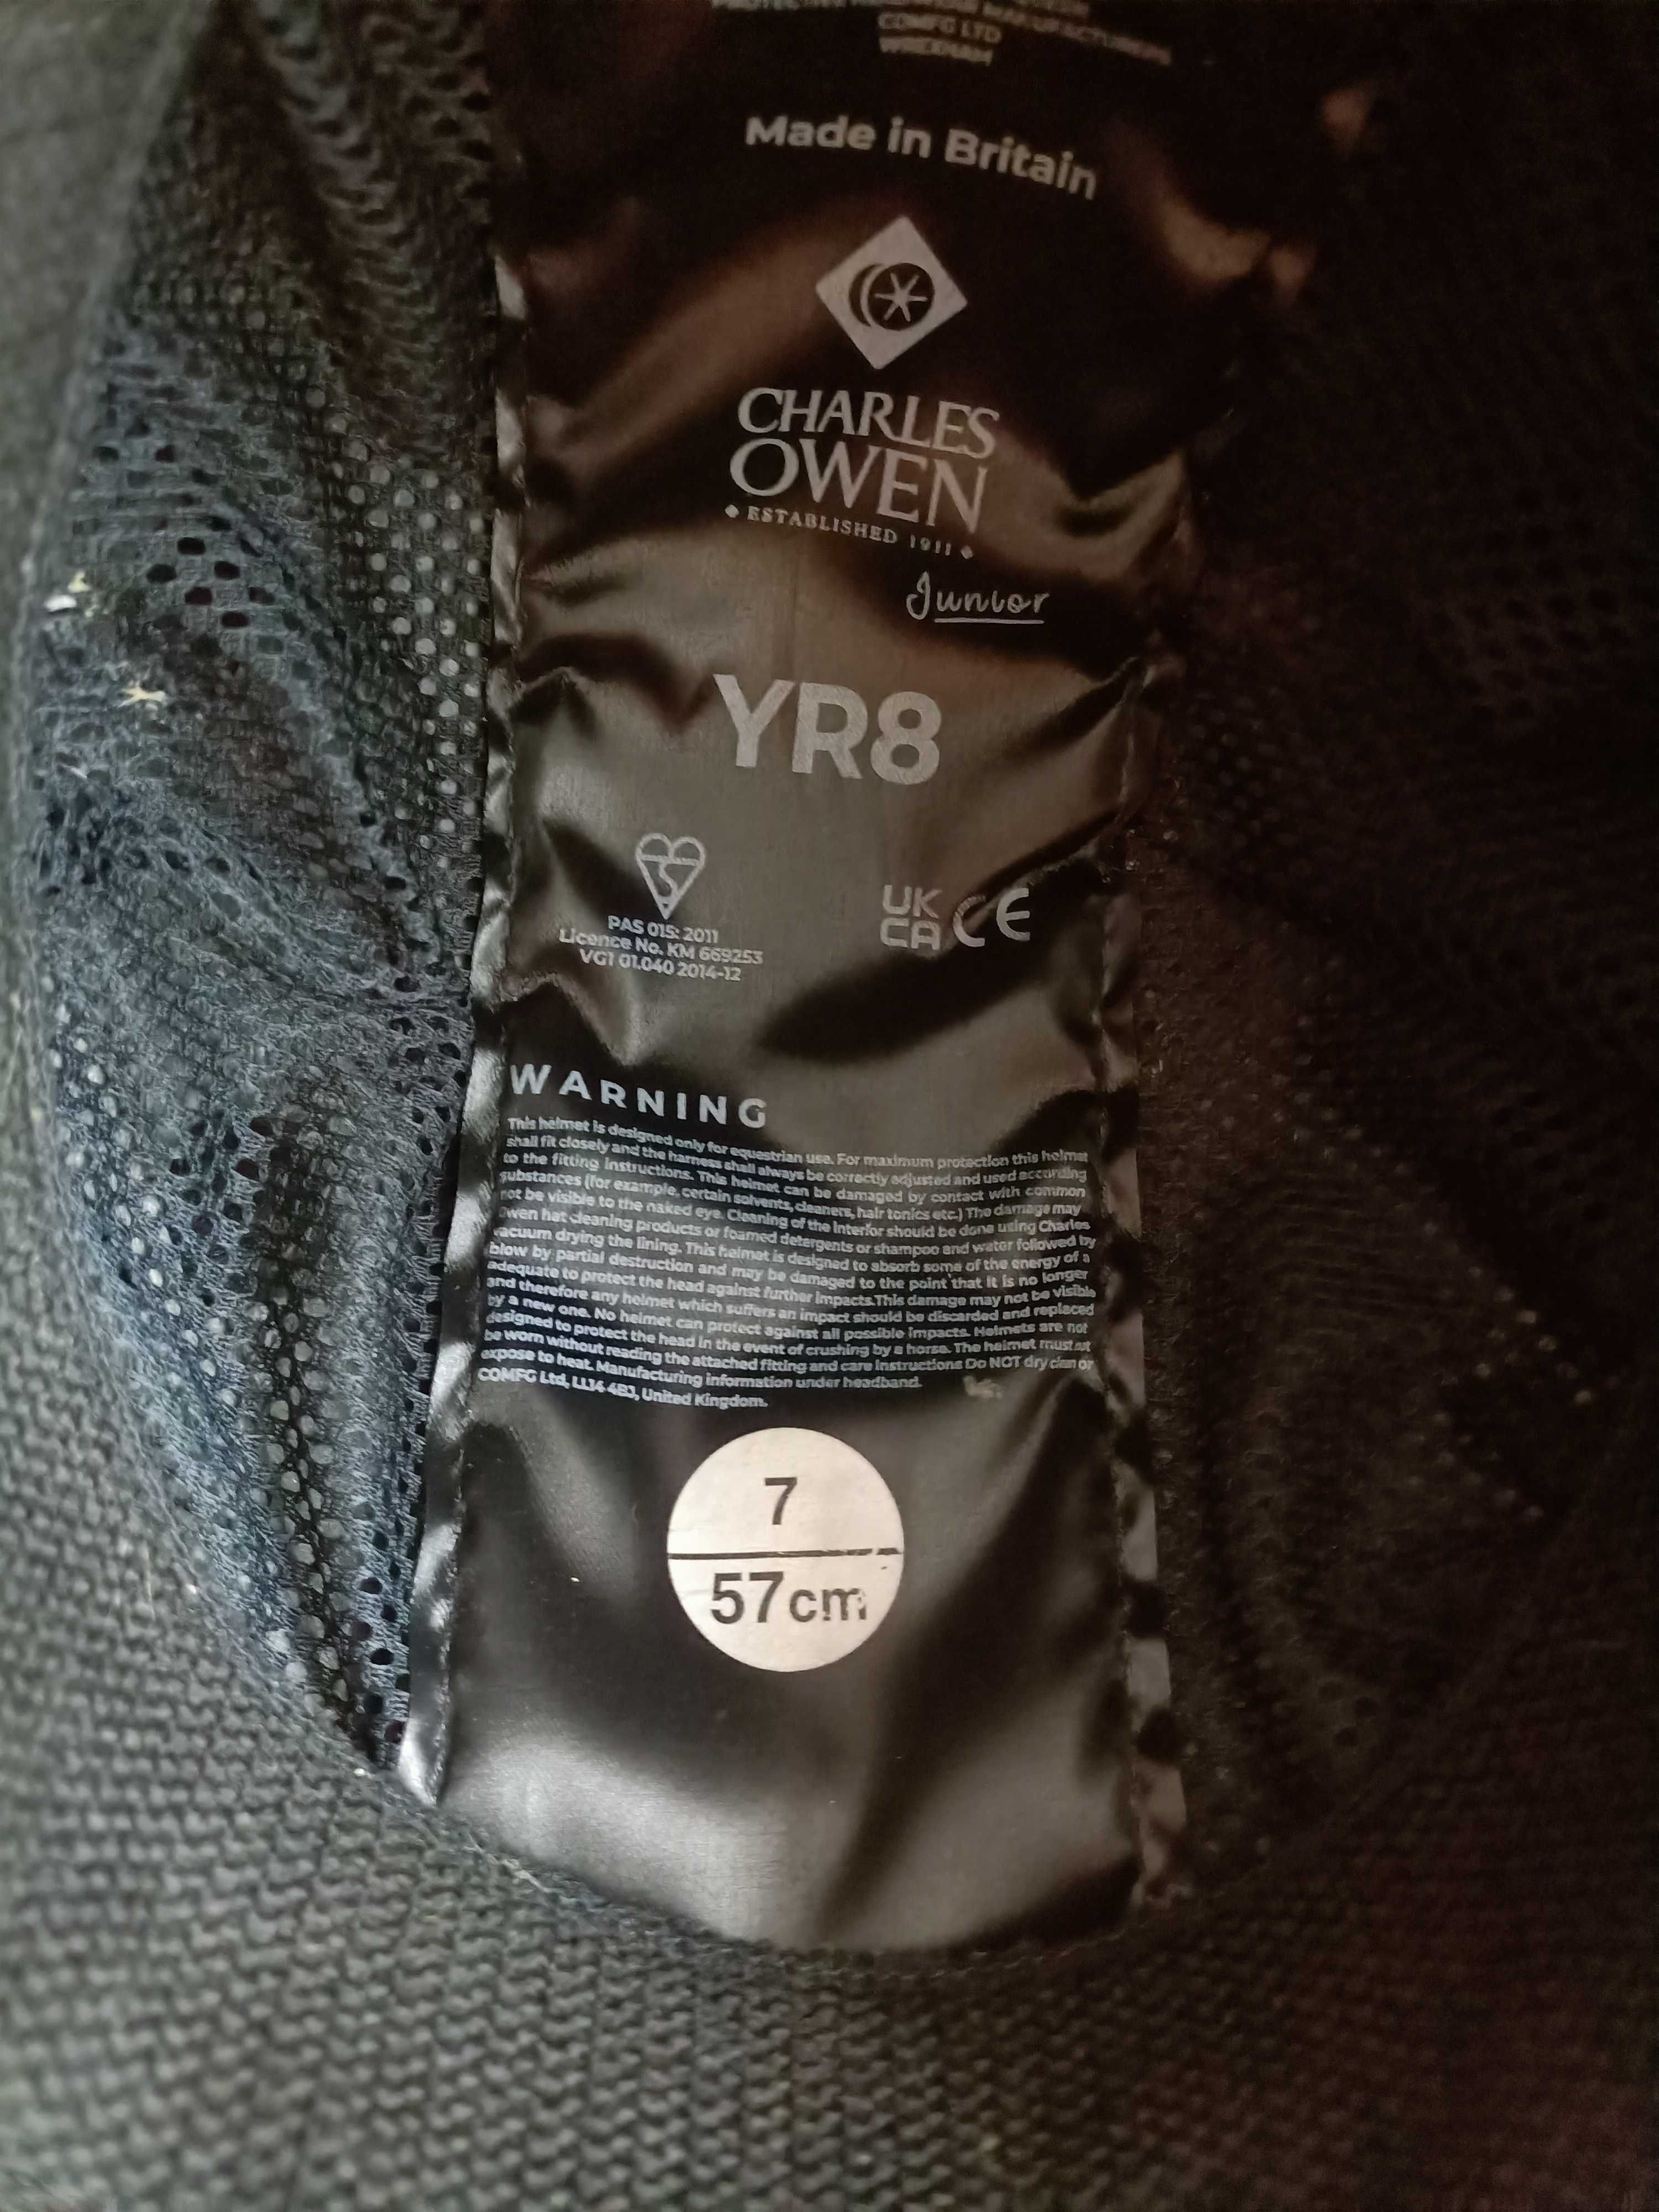 MANUFACTURERS
COMFG LTD
WREXHAM
Made in Britain
CHARLES
OWEN
ESTABLISHED 1911
Junior
YR8
PAS 015: 2011
Licence No. KM 669253
VG1 01.040 2014-12
UK
CA
CE
WARNING
This helmet is designed only for equestrian use. For maximum protection this helmet
shall fit closely and the harness shall always be correctly adjusted and used according
to the fitting instructions. This helmet can be damaged by contact with common
substances (for example, certain solvents, cleaners, hair tonics etc.) The damage may
not be visible to the naked eye. Cleaning of the interior should be done using Charles
Owen hat cleaning products or foamed detergents or shampoo and water followed by
vacuum drying the lining. This helmet is designed to absorb some of the energy of a
blow by partial destruction and may be damaged to the point that it is no longer
adequate to protect the head against further impacts.This damage may not be visible
and therefore any helmet which suffers an impact should be discarded and replaced
by a new one. No helmet can protect against all possible impacts. Helmets are not
designed to protect the head in the event of crushing by a horse. The helmet must not
be worn without reading the attached fitting and care instructions Do NOT dry clean or
expose to heat. Manufacturing information under headband.
COMFG Ltd, LL14 4BJ, United Kingdom.
7
57cm